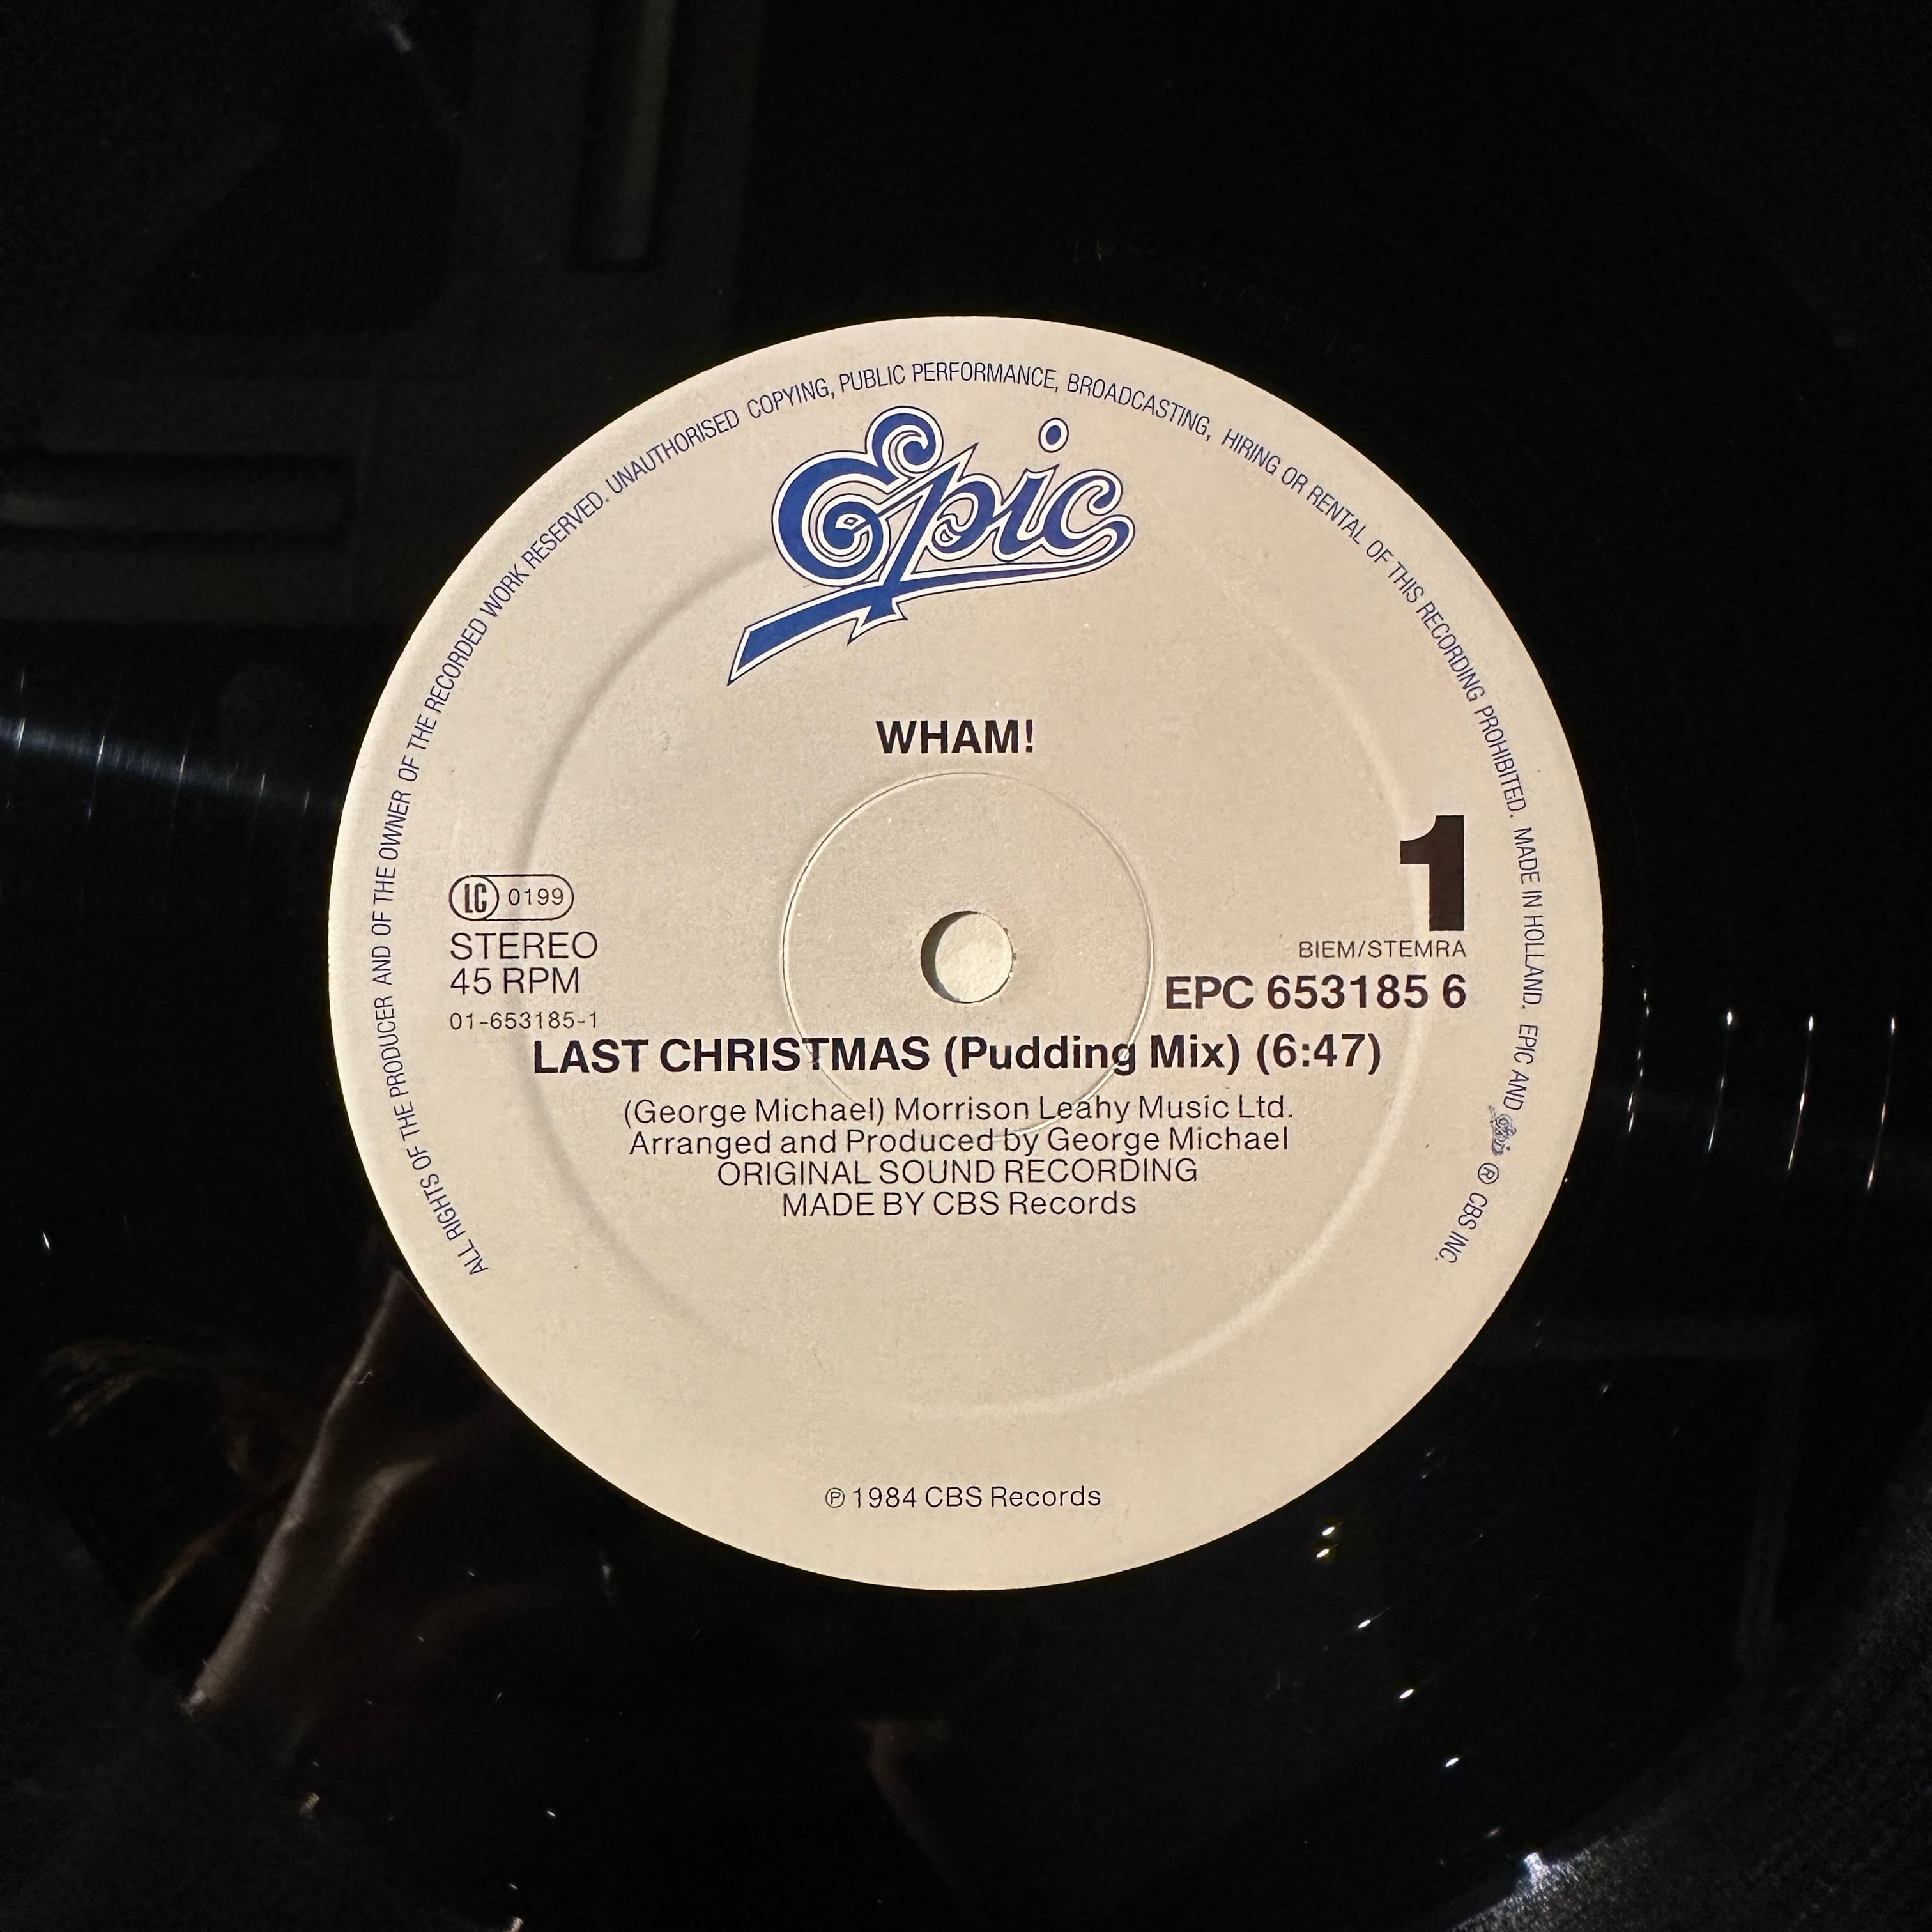 ALL RIGHTS OF THE PRODUCER AND OF THE OWNER OF THE RECORDED WORK RESERVED. UNAUTHORISED COPYING, PUBLIC PERFORMANCE, BROADCASTING, HIRING OR RENTAL OF THIS RECORDING PROHIBITED. MADE IN HOLLAND. EPIC AND Epic ® CBS INC.
Epic
WHAM!
1
LC 0199
STEREO
45 RPM
01-653185-1
BIEM/STEMRA
EPC 653185 6
LAST CHRISTMAS (Pudding Mix) (6:47)
(George Michael) Morrison Leahy Music Ltd.
Arranged and Produced by George Michael
ORIGINAL SOUND RECORDING
MADE BY CBS Records
℗ 1984 CBS Records